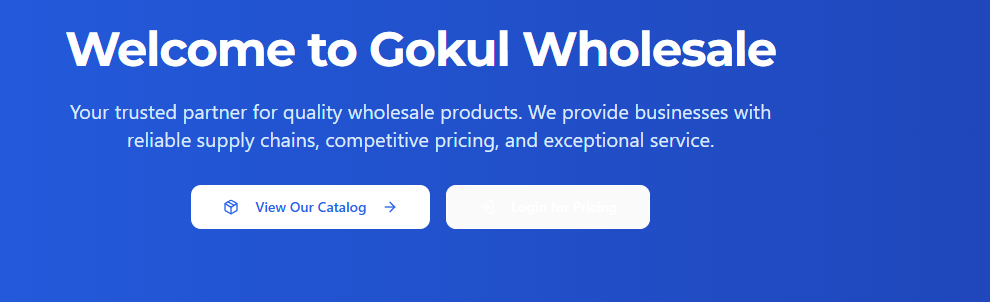 Welcome to Gokul Wholesale
Your trusted partner for quality wholesale products. We provide businesses with
reliable supply chains, competitive pricing, and exceptional service.
View Our Catalog
Login for Pricing